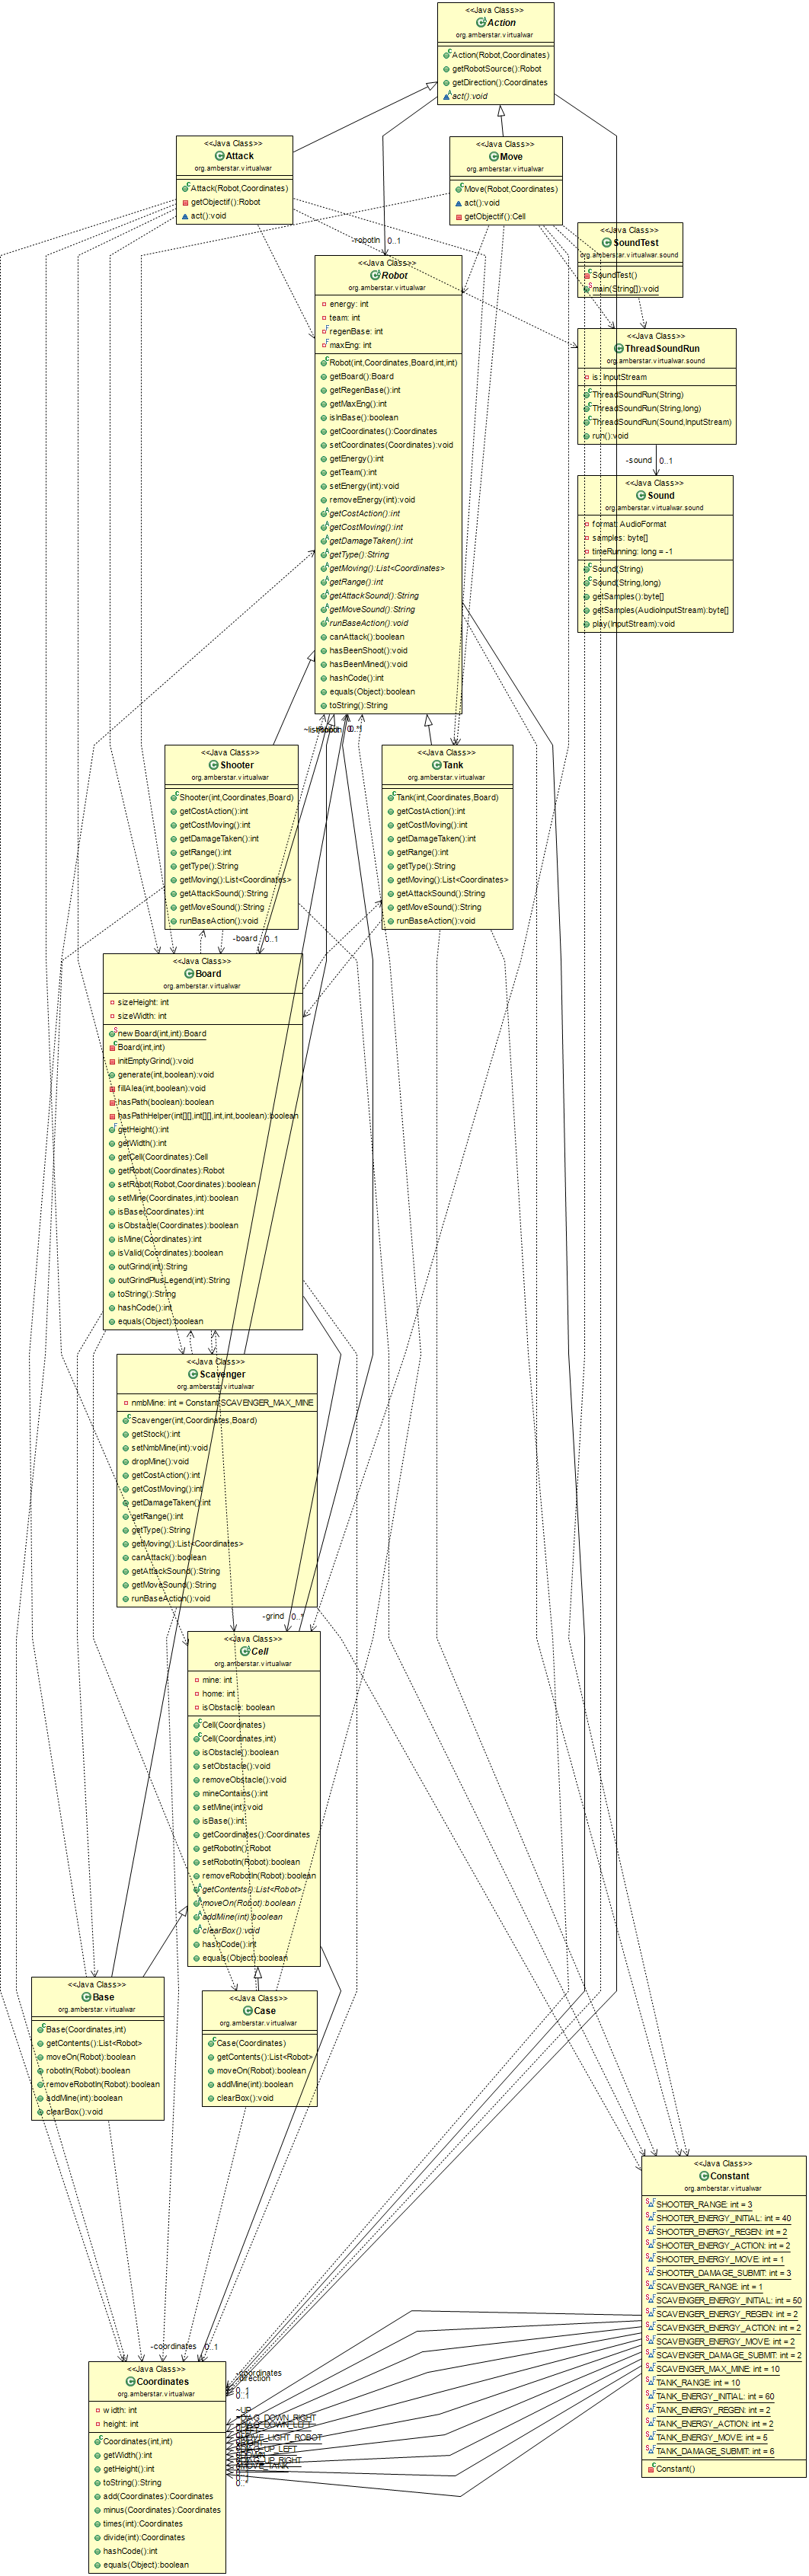 <<Java Class>>
Action
org.amberstar.virtualwar
Action(Robot,Coordinates)
getRobotSource():Robot
getDirection():Coordinates
act():void
<<Java Class>>
Attack
org.amberstar.virtualwar
Attack(Robot,Coordinates)
getObjectif():Robot
act():void
<<Java Class>>
Move
org.amberstar.virtualwar
Move(Robot,Coordinates)
act():void
getObjectif():Cell
<<Java Class>>
SoundTest
org.amberstar.virtualwar.sound
SoundTest()
main(String[]):void
-robotIn 0..1
<<Java Class>>
Robot
org.amberstar.virtualwar
energy: int
team: int
regenBase: int
maxEng: int
Robot(int,Coordinates,Board,int,int)
getBoard():Board
getRegenBase():int
getMaxEng():int
isInBase():boolean
getCoordinates():Coordinates
setCoordinates(Coordinates):void
getEnergy():int
getTeam():int
setEnergy(int):void
removeEnergy(int):void
getCostAction():int
getCostMoving():int
getDamageTaken():int
getType():String
getMoving():List<Coordinates>
getRange():int
getAttackSound():String
getMoveSound():String
runBaseAction():void
canAttack():boolean
hasBeenShoot():void
hasBeenMined():void
hashCode():int
equals(Object):boolean
toString():String
<<Java Class>>
ThreadSoundRun
org.amberstar.virtualwar.sound
is: InputStream
ThreadSoundRun(String)
ThreadSoundRun(String,long)
ThreadSoundRun(Sound,InputStream)
run():void
-sound 0..1
<<Java Class>>
Sound
org.amberstar.virtualwar.sound
format: AudioFormat
samples: byte[]
timeRunning: long = -1
Sound(String)
Sound(String,long)
getSamples():byte[]
getSamples(AudioInputStream):byte[]
play(InputStream):void
<<Java Class>>
Shooter
org.amberstar.virtualwar
Shooter(int,Coordinates,Board)
getCostAction():int
getCostMoving():int
getDamageTaken():int
getRange():int
getType():String
getMoving():List<Coordinates>
getAttackSound():String
getMoveSound():String
runBaseAction():void
<<Java Class>>
Tank
org.amberstar.virtualwar
Tank(int,Coordinates,Board)
getCostAction():int
getCostMoving():int
getDamageTaken():int
getRange():int
getType():String
getMoving():List<Coordinates>
getAttackSound():String
getMoveSound():String
runBaseAction():void
-board 0..1
<<Java Class>>
Board
org.amberstar.virtualwar
sizeHeight: int
sizeWidth: int
newBoard(int,int):Board
Board(int,int)
initEmptyGrind():void
generate(int,boolean):void
fillAlea(int,boolean):void
hasPath(boolean):boolean
hasPathHelper(int[][],int[][],int,int,boolean):boolean
getHeight():int
getWidth():int
getCell(Coordinates):Cell
getRobot(Coordinates):Robot
setRobot(Robot,Coordinates):boolean
setMine(Coordinates,int):boolean
isBase(Coordinates):int
isObstacle(Coordinates):boolean
isMine(Coordinates):int
isValid(Coordinates):boolean
outGrind(int):String
outGrindPlusLegend(int):String
toString():String
hashCode():int
equals(Object):boolean
<<Java Class>>
Scavenger
org.amberstar.virtualwar
nmbMine: int = Constant.SCAVENGER_MAX_MINE
Scavenger(int,Coordinates,Board)
getStock():int
setNmbMine(int):void
dropMine():void
getCostAction():int
getCostMoving():int
getDamageTaken():int
getRange():int
getType():String
getMoving():List<Coordinates>
canAttack():boolean
getAttackSound():String
getMoveSound():String
runBaseAction():void
-grind 0..*
<<Java Class>>
Cell
org.amberstar.virtualwar
mine: int
home: int
isObstacle: boolean
Cell(Coordinates)
Cell(Coordinates,int)
isObstacle():boolean
setObstacle():void
removeObstacle():void
mineContains():int
setMine(int):void
isBase():int
getCoordinates():Coordinates
getRobotIn():Robot
setRobotIn(Robot):boolean
removeRobotIn(Robot):boolean
getContents():List<Robot>
moveOn(Robot):boolean
addMine(int):boolean
clearBox():void
hashCode():int
equals(Object):boolean
<<Java Class>>
Base
org.amberstar.virtualwar
Base(Coordinates,int)
getContents():List<Robot>
moveOn(Robot):boolean
robotIn(Robot):boolean
removeRobotIn(Robot):boolean
addMine(int):boolean
clearBox():void
<<Java Class>>
Case
org.amberstar.virtualwar
Case(Coordinates)
getContents():List<Robot>
moveOn(Robot):boolean
addMine(int):boolean
clearBox():void
<<Java Class>>
Constant
org.amberstar.virtualwar
SHOOTER_RANGE: int = 3
SHOOTER_ENERGY_INITIAL: int = 40
SHOOTER_ENERGY_REGEN: int = 2
SHOOTER_ENERGY_ACTION: int = 2
SHOOTER_ENERGY_MOVE: int = 1
SHOOTER_DAMAGE_SUBMIT: int = 3
SCAVENGER_RANGE: int = 1
SCAVENGER_ENERGY_INITIAL: int = 50
SCAVENGER_ENERGY_REGEN: int = 2
SCAVENGER_ENERGY_ACTION: int = 2
SCAVENGER_ENERGY_MOVE: int = 2
SCAVENGER_DAMAGE_SUBMIT: int = 2
SCAVENGER_MAX_MINE: int = 10
TANK_RANGE: int = 10
TANK_ENERGY_INITIAL: int = 60
TANK_ENERGY_REGEN: int = 2
TANK_ENERGY_ACTION: int = 2
TANK_ENERGY_MOVE: int = 5
TANK_DAMAGE_SUBMIT: int = 6
Constant()
-coordinates 0..1
<<Java Class>>
Coordinates
org.amberstar.virtualwar
width: int
height: int
Coordinates(int,int)
getWidth():int
getHeight():int
toString():String
add(Coordinates):Coordinates
minus(Coordinates):Coordinates
times(int):Coordinates
divide(int):Coordinates
hashCode():int
equals(Object):boolean
-coordinates
-direction
0..1
0..1
~UP